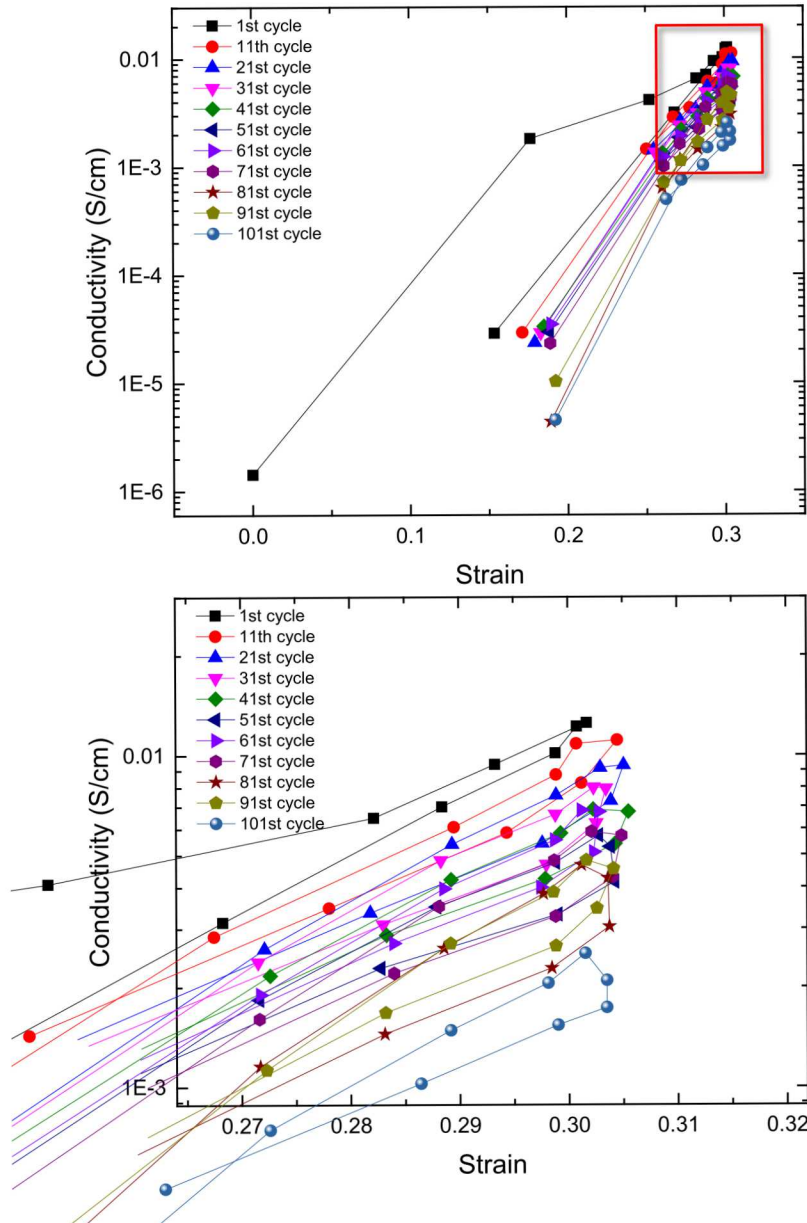 1st cycle
11th cycle
21st cycle
31st cycle
41st cycle
51st cycle
61st cycle
71st cycle
81st cycle
91st cycle
101st cycle
Conductivity (S/cm)
0.01
1E-3
1E-4
1E-5
1E-6
0.0 0.1 0.2 0.3
Strain
1st cycle
11th cycle
21st cycle
31st cycle
41st cycle
51st cycle
61st cycle
71st cycle
81st cycle
91st cycle
101st cycle
Conductivity (S/cm)
0.01
1E-3
0.27 0.28 0.29 0.30 0.31 0.32
Strain